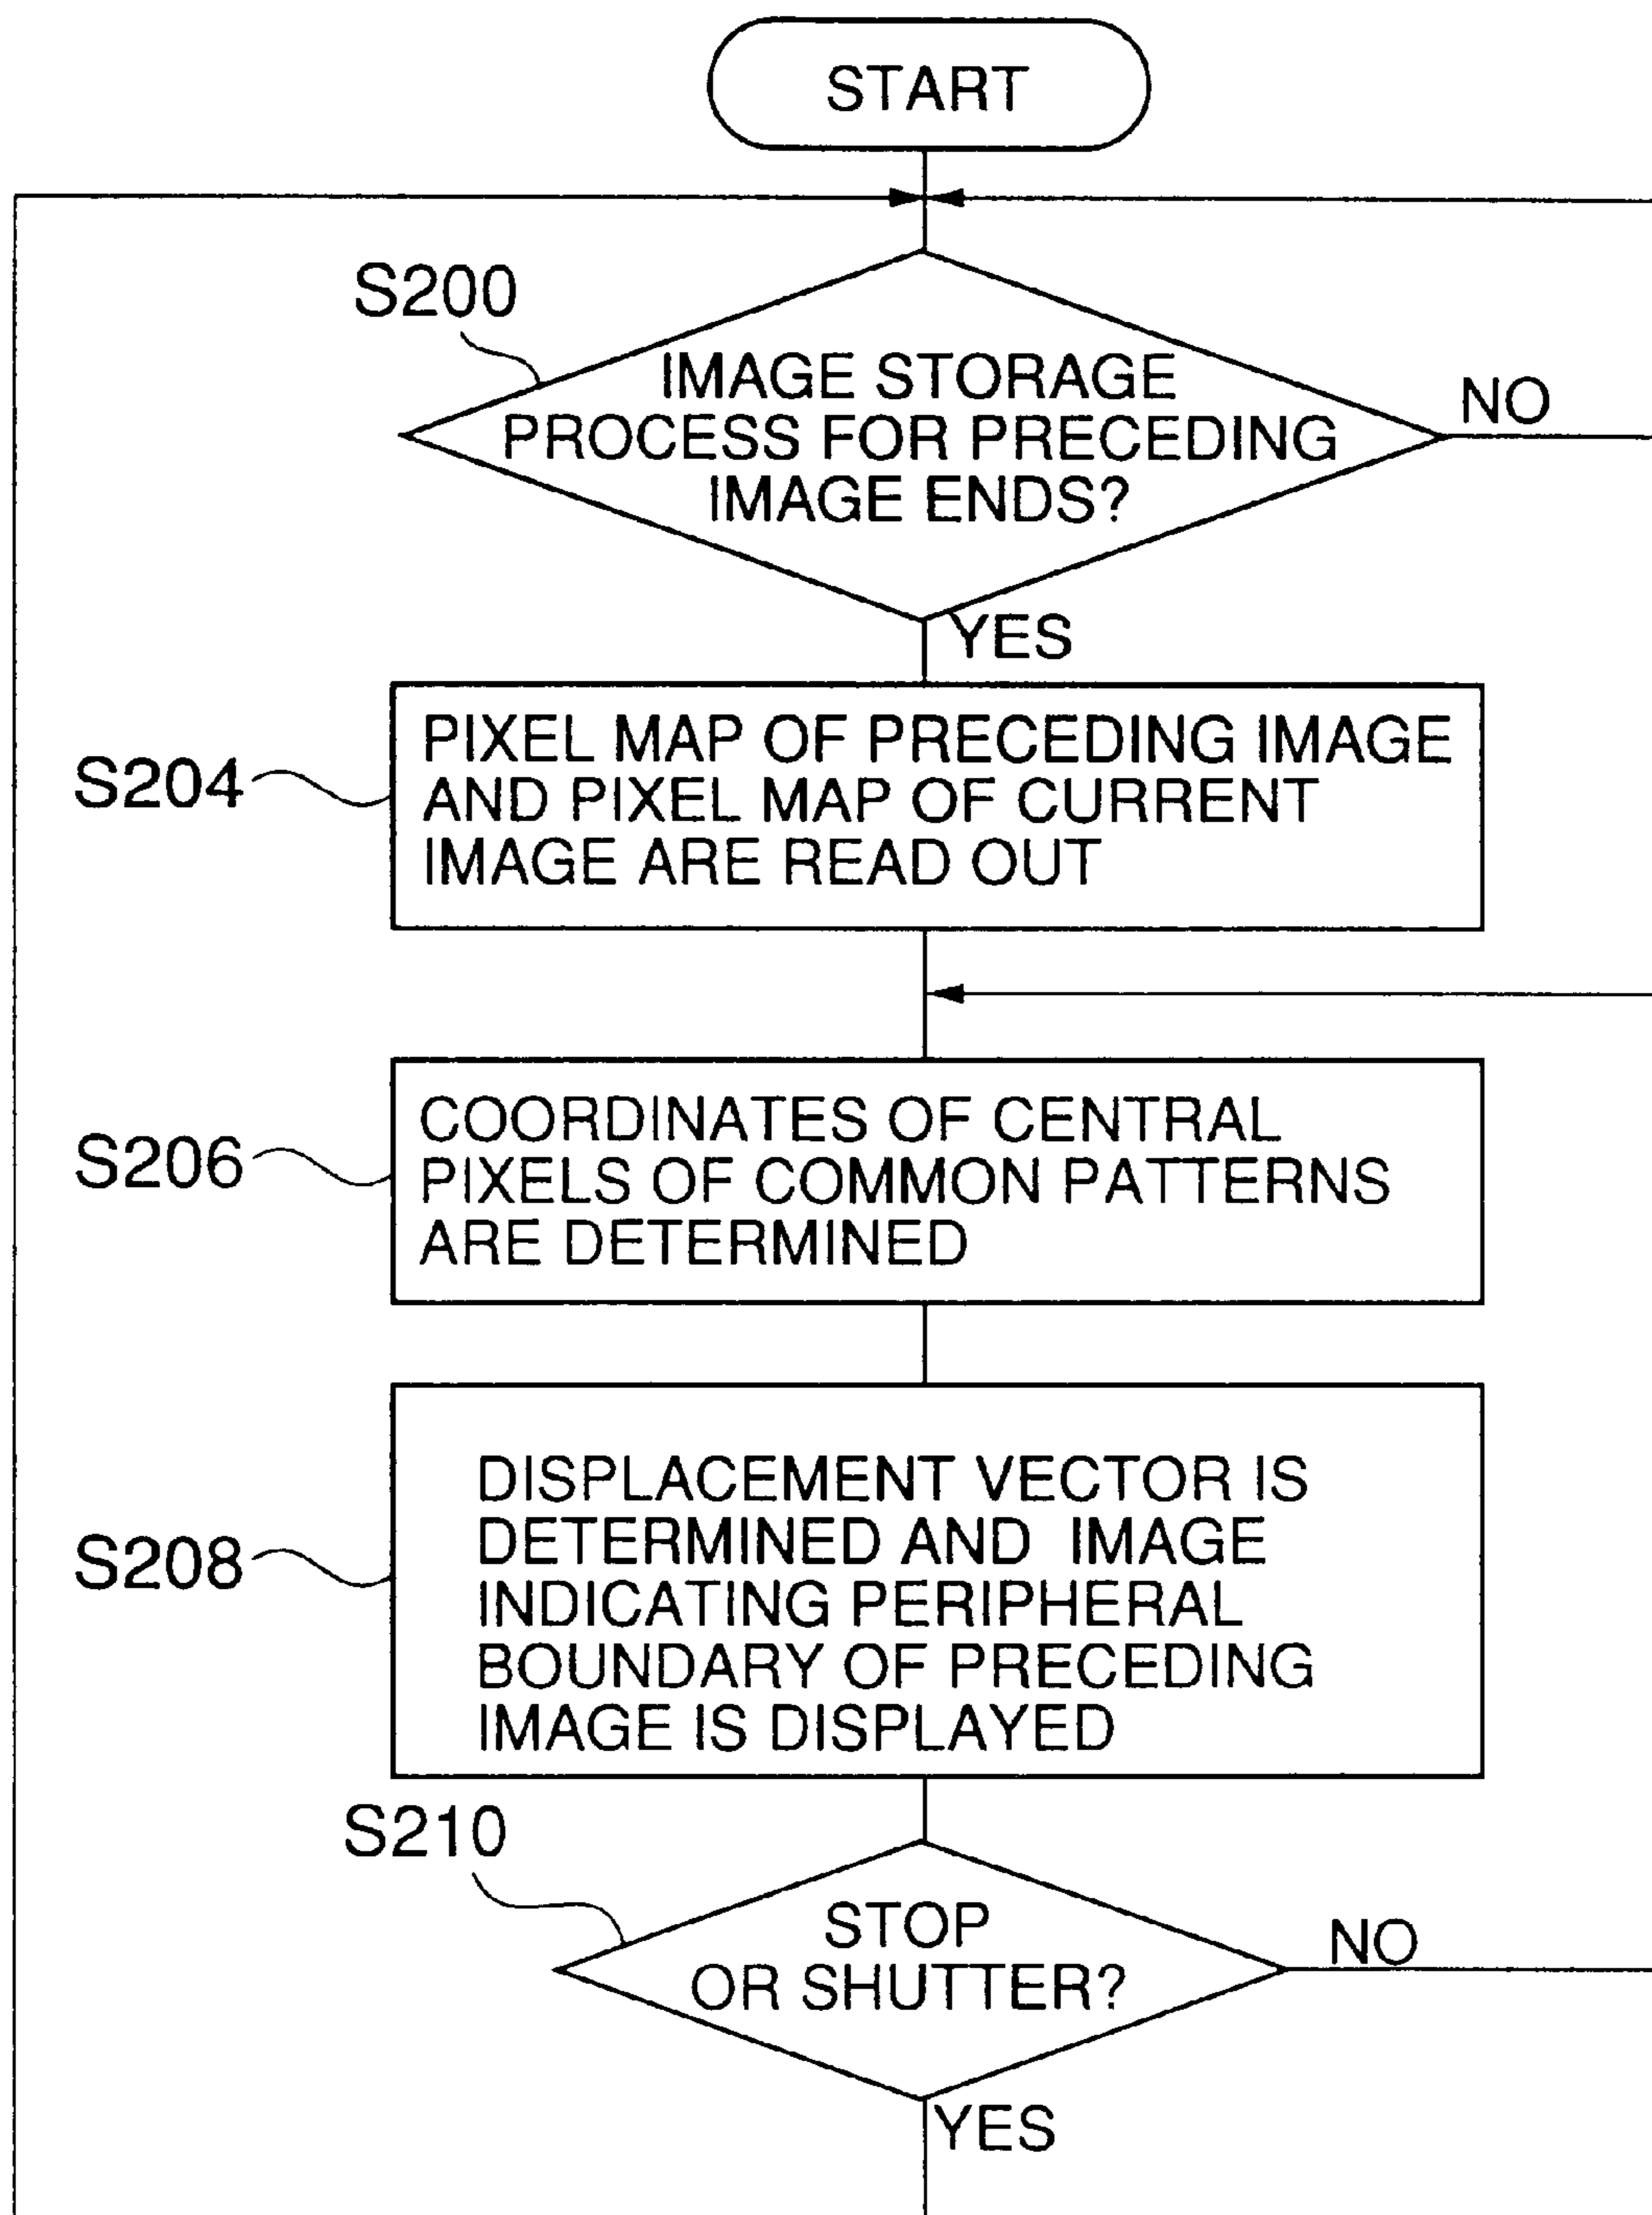 START
S200
IMAGE STORAGE
PROCESS FOR PRECEDING
IMAGE ENDS?
NO
YES
S204
PIXEL MAP OF PRECEDING IMAGE
AND PIXEL MAP OF CURRENT
IMAGE ARE READ OUT
S206
COORDINATES OF CENTRAL
PIXELS OF COMMON PATTERNS
ARE DETERMINED
S208
DISPLACEMENT VECTOR IS
DETERMINED AND IMAGE
INDICATING PERIPHERAL
BOUNDARY OF PRECEDING
IMAGE IS DISPLAYED
S210
STOP
OR SHUTTER?
NO
YES